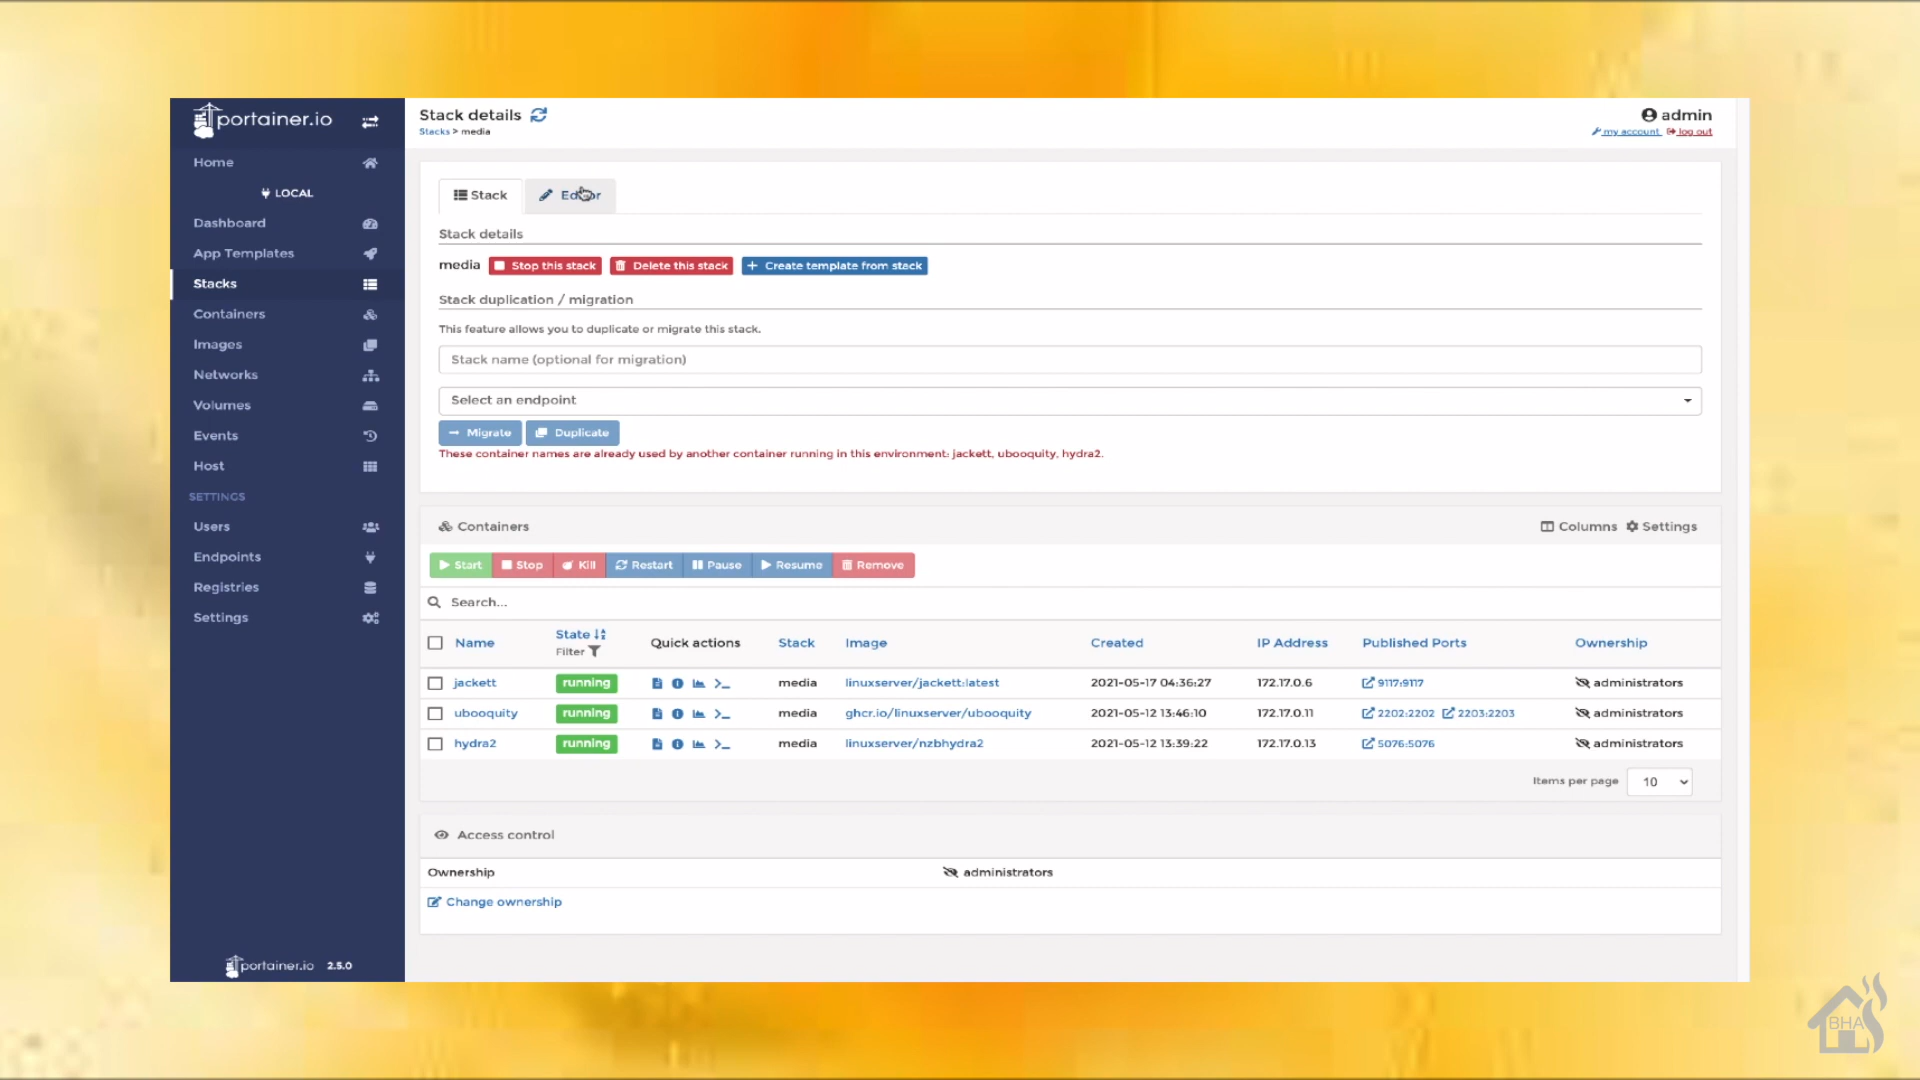 portainer.io
Stack details
admin
Stacks > media
my account log out
Home
LOCAL
Dashboard
App Templates
Stacks
Containers
Images
Networks
Volumes
Events
Host
SETTINGS
Users
Endpoints
Registries
Settings
portainer.io 2.5.0
Stack Editor
Stack details
media Stop this stack Delete this stack + Create template from stack
Stack duplication / migration
This feature allows you to duplicate or migrate this stack.
Stack name (optional for migration)
Select an endpoint
Migrate Duplicate
These container names are already used by another container running in this environment: jackett, ubooquity, hydra2.
Containers Columns Settings
Start Stop Kill Restart Pause Resume Remove
Search...
Name State Filter Quick actions Stack Image Created IP Address Published Ports Ownership
jackett running media linuxserver/jackett:latest 2021-05-17 04:36:27 172.17.0.6 9117:9117 administrators
ubooquity running media ghcr.io/linuxserver/ubooquity 2021-05-12 13:46:10 172.17.0.11 2202:2202 2203:2203 administrators
hydra2 running media linuxserver/nzbhydra2 2021-05-12 13:39:22 172.17.0.13 5076:5076 administrators
Items per page 10
Access control
Ownership administrators
Change ownership
BHA